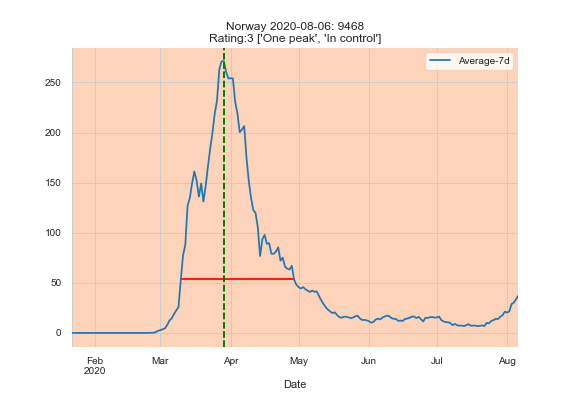 Norway 2020-08-06: 9468
Rating:3 ['One peak', 'In control']
Average-7d
250
200
150
100
50
0
Feb
2020
Mar
Apr
May
Jun
Jul
Aug
Date